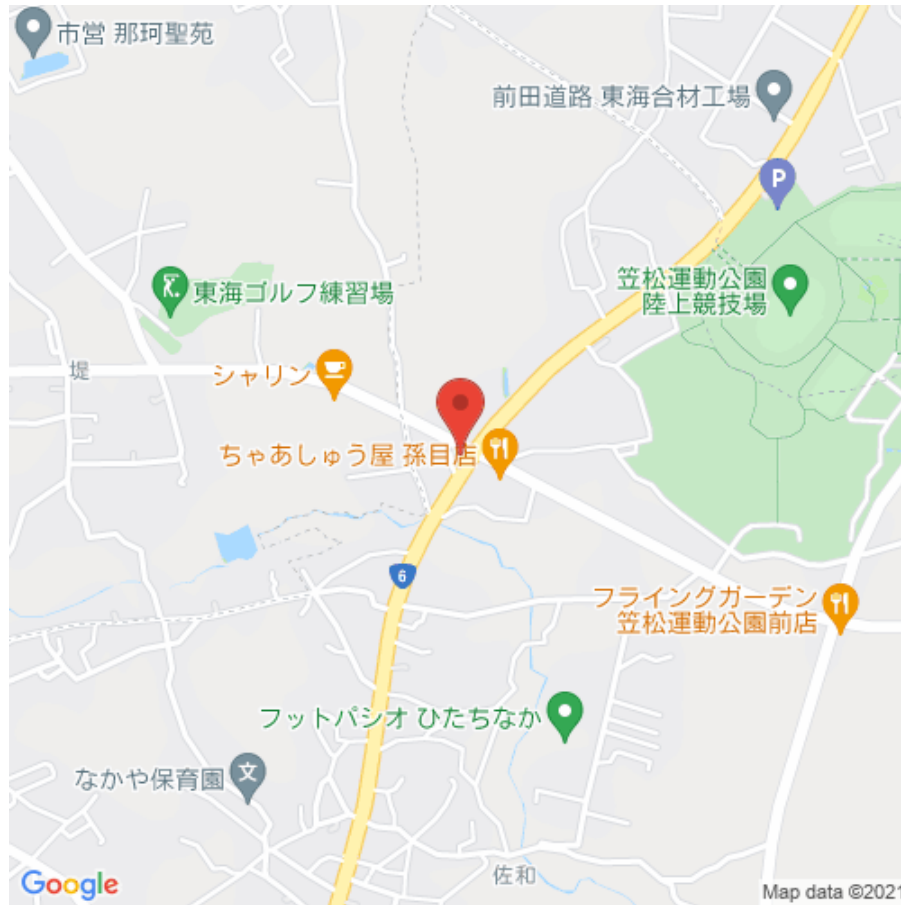 市営 那珂聖苑
前田道路 東海合材工場
P
笠松運動公園
陸上競技場
東海ゴルフ練習場
堤
シャリン
ちゃあしゅう屋 孫目店
6
フライングガーデン
笠松運動公園前店
フットパシオ ひたちなか
なかや保育園
文
佐和
Google
Map data ©2021